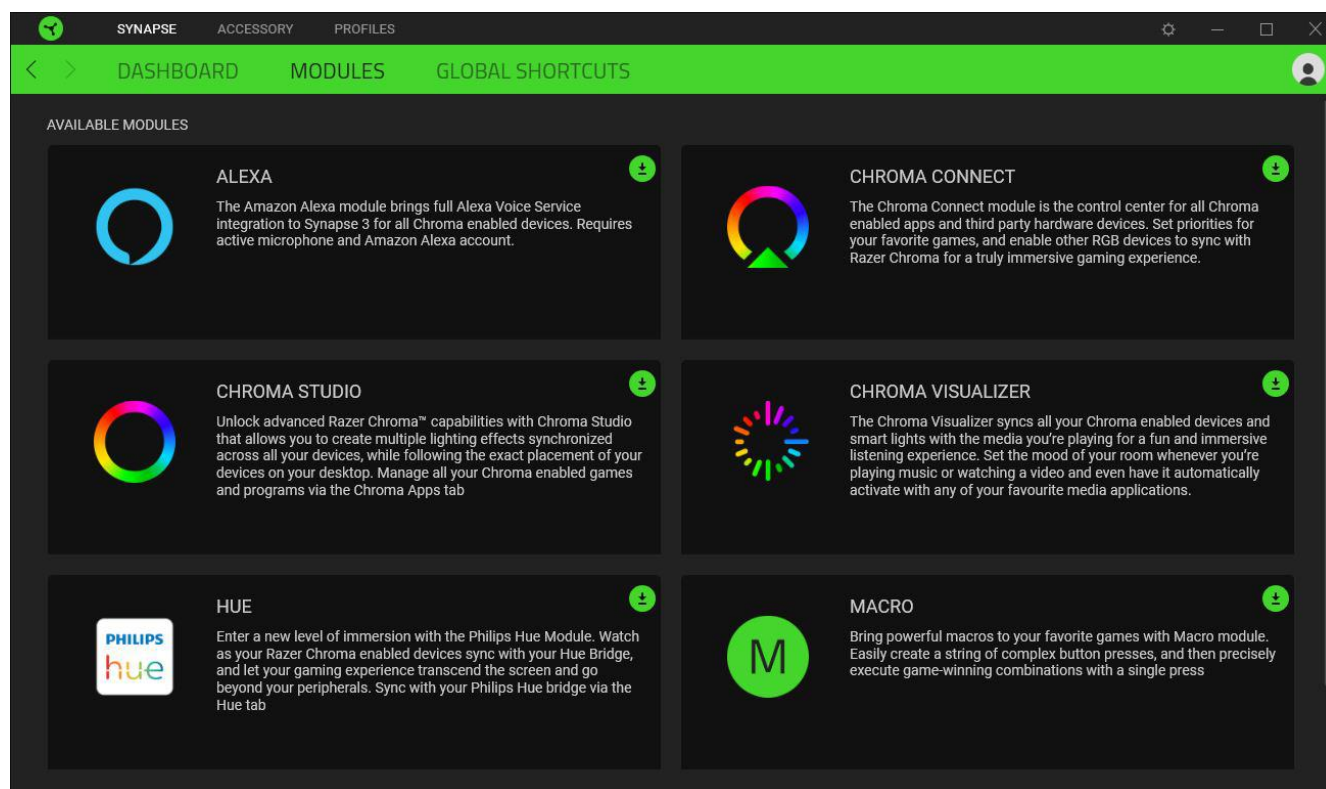 SYNAPSE ACCESSORY PROFILES
DASHBOARD MODULES GLOBAL SHORTCUTS
AVAILABLE MODULES
ALEXA
The Amazon Alexa module brings full Alexa Voice Service
integration to Synapse 3 for all Chroma enabled devices. Requires
active microphone and Amazon Alexa account.
CHROMA CONNECT
The Chroma Connect module is the control center for all Chroma
enabled apps and third party hardware devices. Set priorities for
your favorite games, and enable other RGB devices to sync with
Razer Chroma for a truly immersive gaming experience.
CHROMA STUDIO
Unlock advanced Razer Chroma™ capabilities with Chroma Studio
that allows you to create multiple lighting effects synchronized
across all your devices, while following the exact placement of your
devices on your desktop. Manage all your Chroma enabled games
and programs via the Chroma Apps tab
CHROMA VISUALIZER
The Chroma Visualizer syncs all your Chroma enabled devices and
smart lights with the media you're playing for a fun and immersive
listening experience. Set the mood of your room whenever you're
playing music or watching a video and even have it automatically
activate with any of your favourite media applications.
PHILIPS
hue
HUE
Enter a new level of immersion with the Philips Hue Module. Watch
as your Razer Chroma enabled devices sync with your Hue Bridge,
and let your gaming experience transcend the screen and go
beyond your peripherals. Sync with your Philips Hue bridge via the
Hue tab
M
MACRO
Bring powerful macros to your favorite games with Macro module.
Easily create a string of complex button presses, and then precisely
execute game-winning combinations with a single press